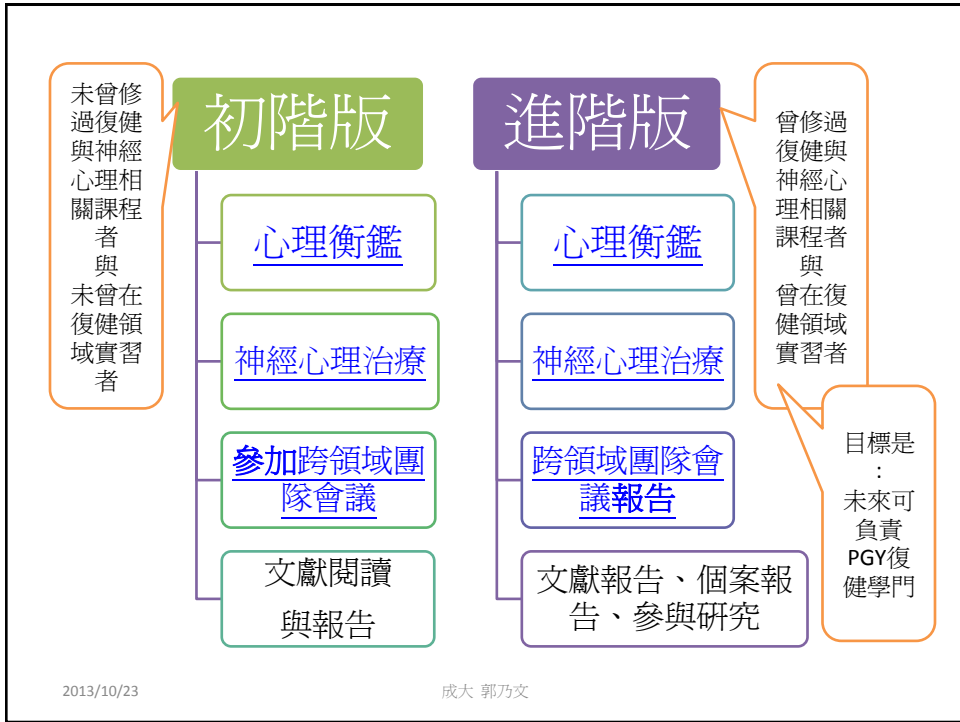 未曾修
過復健
與神經
心理相
關課程
者
與
未曾在
復健領
域實習
者
初階版
心理衡鑑
神經心理治療
參加跨領域團
隊會議
文獻閱讀
與報告
進階版
心理衡鑑
神經心理治療
跨領域團隊會
議報告
文獻報告、個案報
告、參與研究
曾修過
復健與
神經心
理相關
課程者
與
曾在復
健領域
實習者
目標是
：
未來可
負責
PGY復
健學門
2013/10/23
成大 郭乃文